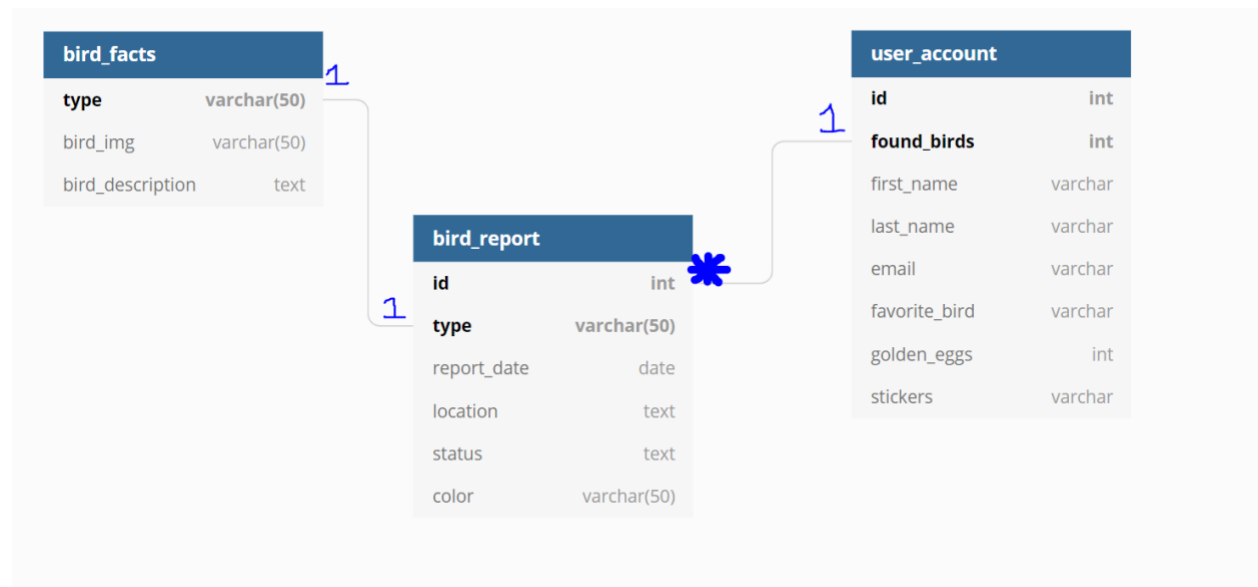 bird_facts
1
type varchar(50)
bird_img varchar(50)
bird_description text
user_account
id int
1
found_birds int
first_name varchar
last_name varchar
email varchar
favorite_bird varchar
golden_eggs int
stickers varchar
bird_report
*
id int
1
type varchar(50)
report_date date
location text
status text
color varchar(50)